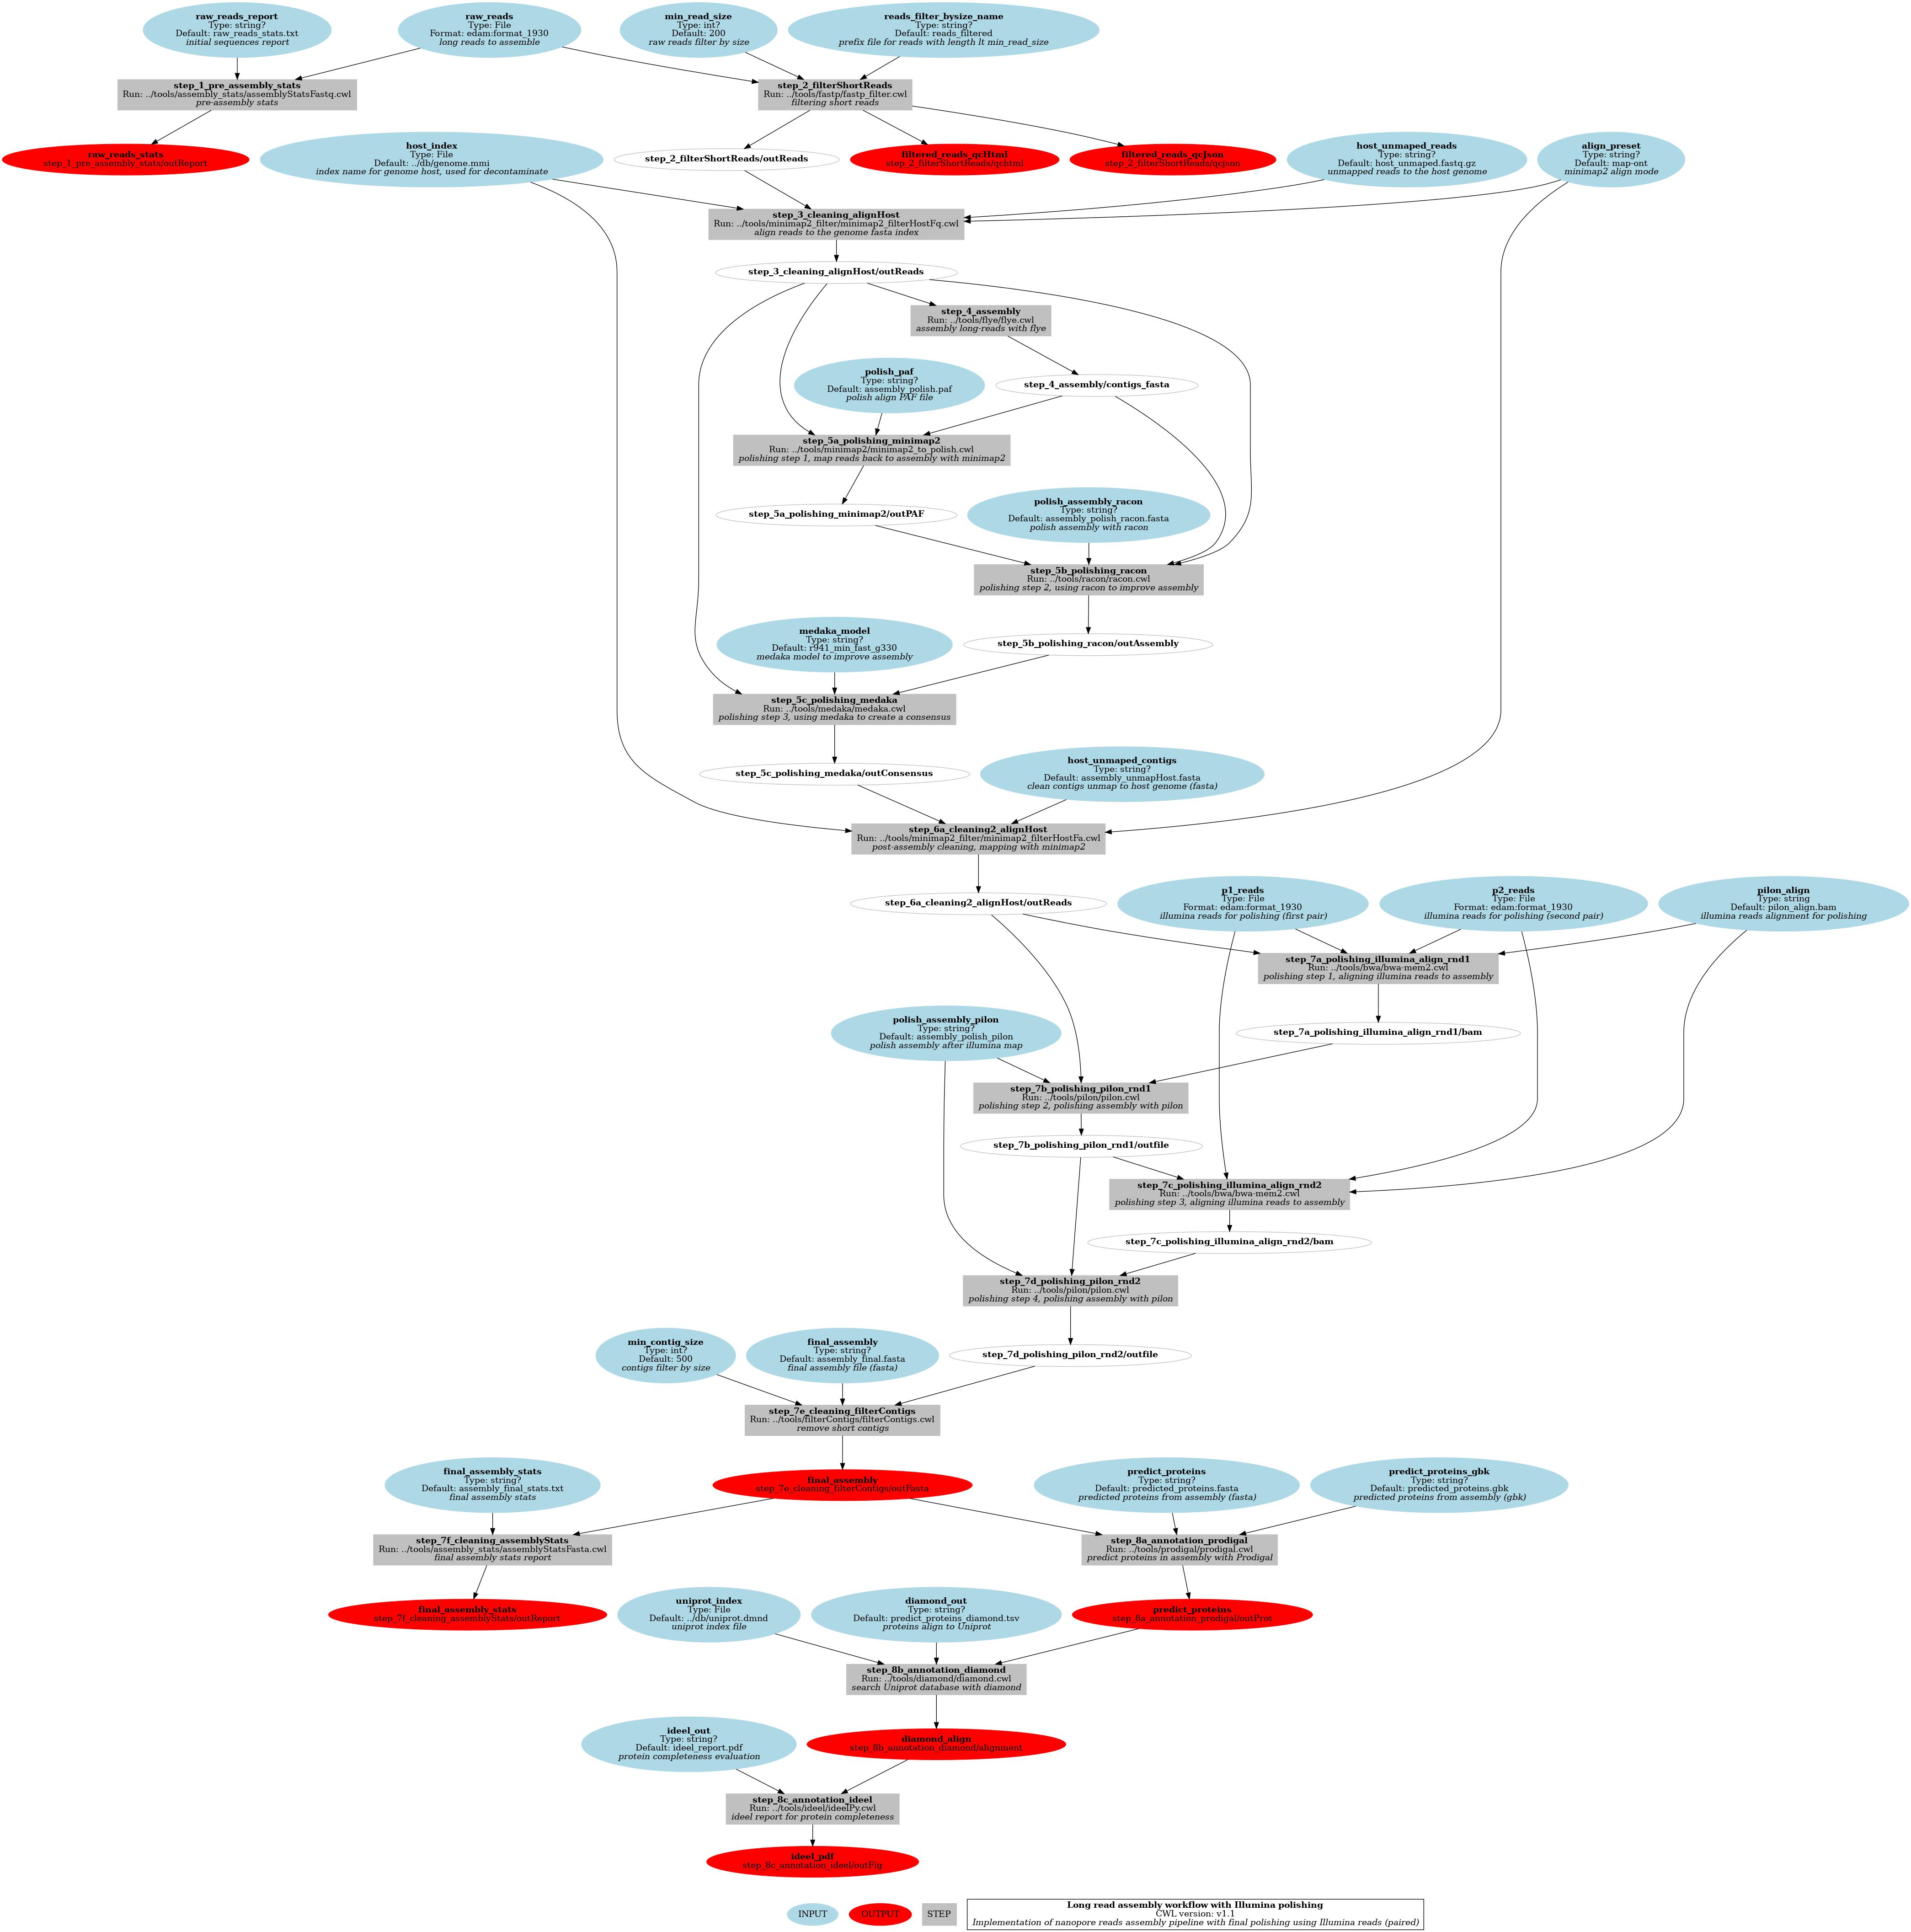 raw_reads_report
Type: string?
Default: raw_reads_stats.txt
initial sequences report
raw_reads
Type: File
Format: edam:format_1930
long reads to assemble
min_read_size
Type: int?
Default: 200
raw reads filter by size
reads_filter_bysize_name
Type: string?
Default: reads_filtered
prefix file for reads with length lt min_read_size
step_1_pre_assembly_stats
Run: ../tools/assembly_stats/assemblyStatsFastq.cwl
pre-assembly stats
step_2_filterShortReads
Run: ../tools/fastp/fastp_filter.cwl
filtering short reads
raw_reads_stats
step_1_pre_assembly_stats/outReport
host_index
Type: File
Default: ../db/genome.mmi
index name for genome host, used for decontaminate
step_2_filterShortReads/outReads
filtered_reads_qcHtml
step_2_filterShortReads/qchtml
filtered_reads_qcJson
step_2_filterShortReads/qcjson
host_unmaped_reads
Type: string?
Default: host_unmaped.fastq.gz
unmapped reads to the host genome
align_preset
Type: string?
Default: map-ont
minimap2 align mode
step_3_cleaning_alignHost
Run: ../tools/minimap2_filter/minimap2_filterHostFq.cwl
align reads to the genome fasta index
step_3_cleaning_alignHost/outReads
step_4_assembly
Run: ../tools/flye/flye.cwl
assembly long-reads with flye
polish_paf
Type: string?
Default: assembly_polish.paf
polish align PAF file
step_4_assembly/contigs_fasta
step_5a_polishing_minimap2
Run: ../tools/minimap2/minimap2_to_polish.cwl
polishing step 1, map reads back to assembly with minimap2
step_5a_polishing_minimap2/outPAF
polish_assembly_racon
Type: string?
Default: assembly_polish_racon.fasta
polish assembly with racon
step_5b_polishing_racon
Run: ../tools/racon/racon.cwl
polishing step 2, using racon to improve assembly
medaka_model
Type: string?
Default: r941_min_fast_g330
medaka model to improve assembly
step_5b_polishing_racon/outAssembly
step_5c_polishing_medaka
Run: ../tools/medaka/medaka.cwl
polishing step 3, using medaka to create a consensus
step_5c_polishing_medaka/outConsensus
host_unmaped_contigs
Type: string?
Default: assembly_unmapHost.fasta
clean contigs unmap to host genome (fasta)
step_6a_cleaning2_alignHost
Run: ../tools/minimap2_filter/minimap2_filterHostFa.cwl
post-assembly cleaning, mapping with minimap2
step_6a_cleaning2_alignHost/outReads
p1_reads
Type: File
Format: edam:format_1930
illumina reads for polishing (first pair)
p2_reads
Type: File
Format: edam:format_1930
illumina reads for polishing (second pair)
pilon_align
Type: string
Default: pilon_align.bam
illumina reads alignment for polishing
step_7a_polishing_illumina_align_rnd1
Run: ../tools/bwa/bwa-mem2.cwl
polishing step 1, aligning illumina reads to assembly
polish_assembly_pilon
Type: string?
Default: assembly_polish_pilon
polish assembly after illumina map
step_7a_polishing_illumina_align_rnd1/bam
step_7b_polishing_pilon_rnd1
Run: ../tools/pilon/pilon.cwl
polishing step 2, polishing assembly with pilon
step_7b_polishing_pilon_rnd1/outfile
step_7c_polishing_illumina_align_rnd2
Run: ../tools/bwa/bwa-mem2.cwl
polishing step 3, aligning illumina reads to assembly
step_7c_polishing_illumina_align_rnd2/bam
step_7d_polishing_pilon_rnd2
Run: ../tools/pilon/pilon.cwl
polishing step 4, polishing assembly with pilon
min_contig_size
Type: int?
Default: 500
contigs filter by size
final_assembly
Type: string?
Default: assembly_final.fasta
final assembly file (fasta)
step_7d_polishing_pilon_rnd2/outfile
step_7e_cleaning_filterContigs
Run: ../tools/filterContigs/filterContigs.cwl
remove short contigs
final_assembly_stats
Type: string?
Default: assembly_final_stats.txt
final assembly stats
final_assembly
step_7e_cleaning_filterContigs/outFasta
predict_proteins
Type: string?
Default: predicted_proteins.fasta
predicted proteins from assembly (fasta)
predict_proteins_gbk
Type: string?
Default: predicted_proteins.gbk
predicted proteins from assembly (gbk)
step_7f_cleaning_assemblyStats
Run: ../tools/assembly_stats/assemblyStatsFasta.cwl
final assembly stats report
step_8a_annotation_prodigal
Run: ../tools/prodigal/prodigal.cwl
predict proteins in assembly with Prodigal
final_assembly_stats
step_7f_cleaning_assemblyStats/outReport
uniprot_index
Type: File
Default: ../db/uniprot.dmnd
uniprot index file
diamond_out
Type: string?
Default: predict_proteins_diamond.tsv
proteins align to Uniprot
predict_proteins
step_8a_annotation_prodigal/outProt
step_8b_annotation_diamond
Run: ../tools/diamond/diamond.cwl
search Uniprot database with diamond
ideel_out
Type: string?
Default: ideel_report.pdf
protein completeness evaluation
diamond_align
step_8b_annotation_diamond/alignment
step_8c_annotation_ideel
Run: ../tools/ideel/ideelPy.cwl
ideel report for protein completeness
ideel_pdf
step_8c_annotation_ideel/outFig
INPUT
OUTPUT
STEP
Long read assembly workflow with Illumina polishing
CWL version: v1.1
Implementation of nanopore reads assembly pipeline with final polishing using Illumina reads (paired)